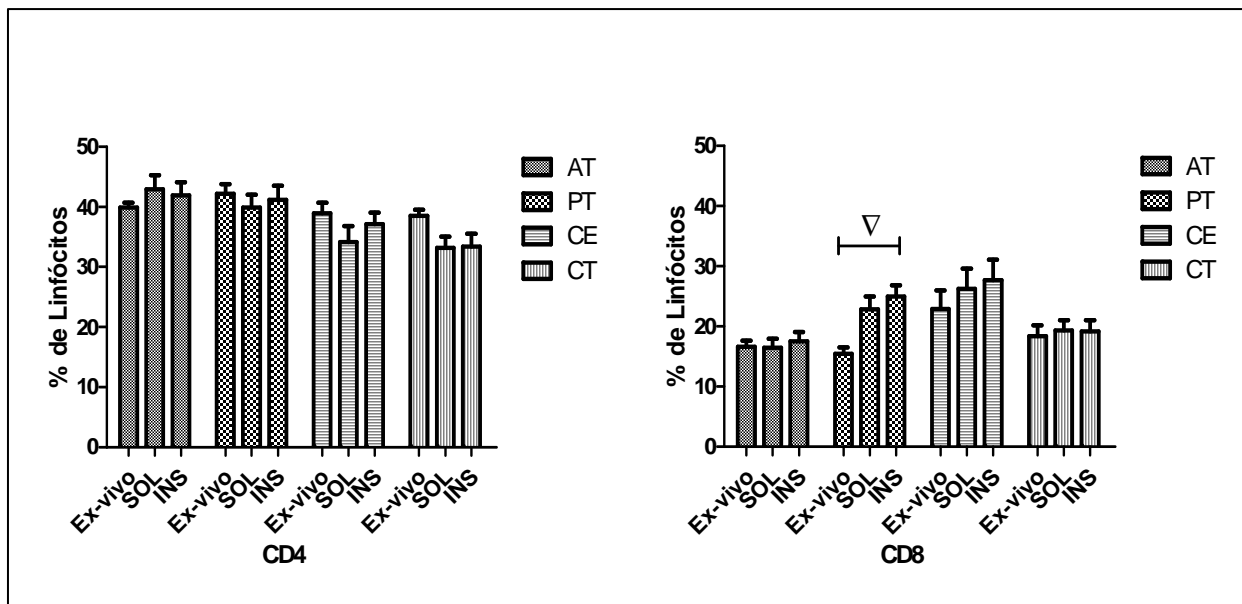 50
40
30
20
10
0
% de Linfócitos
Ex-vivo
SOL
INS
Ex-vivo
SOL
INS
Ex-vivo
SOL
INS
Ex-vivo
SOL
INS
CD4
AT
PT
CE
CT
50
40
30
20
10
0
% de Linfócitos
∇
Ex-vivo
SOL
INS
Ex-vivo
SOL
INS
Ex-vivo
SOL
INS
Ex-vivo
SOL
INS
CD8
AT
PT
CE
CT